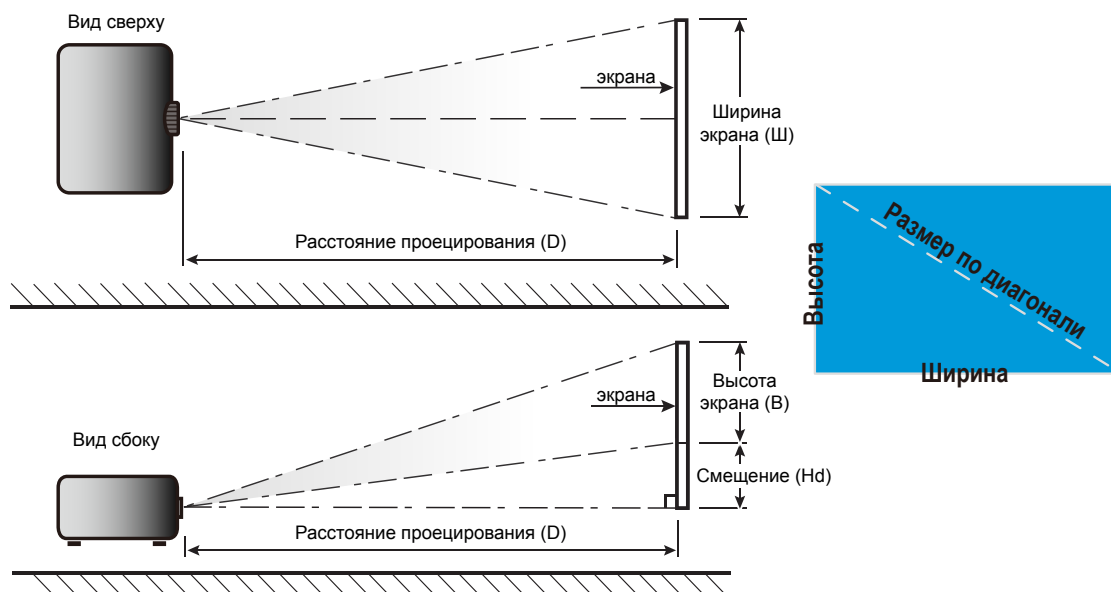 Вид сверху
экрана
Ширина
экрана (Ш)
Расстояние проецирования (D)
Высота
Размер по диагонали
Ширина
Вид сбоку
экрана
Высота
экрана (В)
Смещение (Hd)
Расстояние проецирования (D)